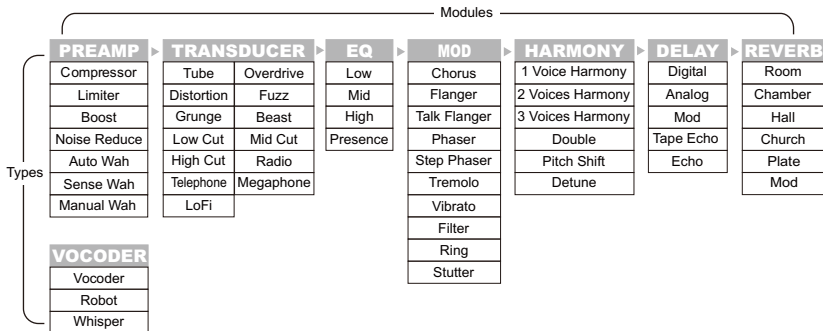 Modules
PREAMP TRANSDUCER EQ MOD HARMONY DELAY REVERB
Compressor Tube Overdrive Low Chorus 1 Voice Harmony Digital Room
Limiter Distortion Fuzz Mid Flanger 2 Voices Harmony Analog Chamber
Boost Grunge Beast High Talk Flanger 3 Voices Harmony Mod Hall
Noise Reduce Low Cut Mid Cut Presence Phaser Double Tape Echo Church
Auto Wah High Cut Radio Step Phaser Pitch Shift Echo Plate
Types
Sense Wah Telephone Megaphone Tremolo Detune Mod
Manual Wah LoFi Vibrato
Filter
VOCODER Ring
Vocoder Stutter
Robot
Whisper